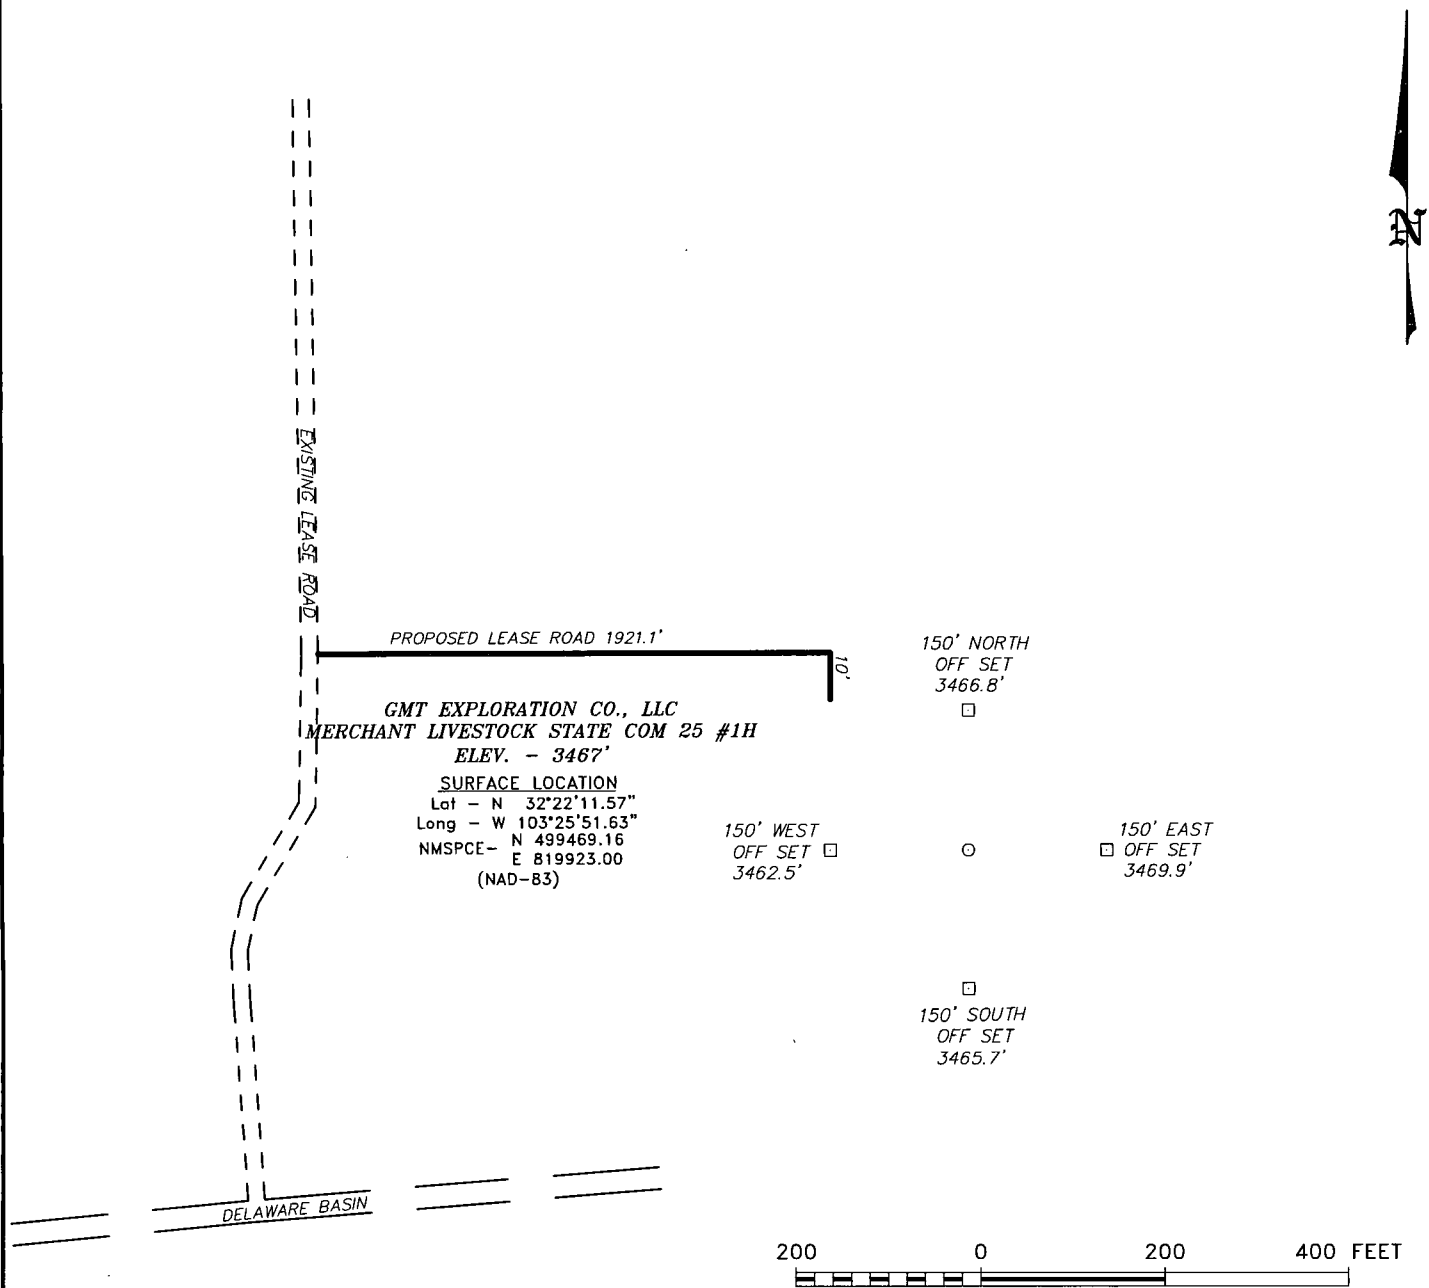 N
EXISTING LEASE ROAD
PROPOSED LEASE ROAD 1921.1'
10'
150' NORTH
OFF SET
3466.8'
GMT EXPLORATION CO., LLC
MERCHANT LIVESTOCK STATE COM 25 #1H
ELEV. - 3467'
SURFACE LOCATION
Lat - N 32°22'11.57"
Long - W 103°25'51.63"
NMSPCE- N 499469.16
E 819923.00
(NAD-83)
150' WEST
OFF SET
3462.5'
150' EAST
OFF SET
3469.9'
150' SOUTH
OFF SET
3465.7'
DELAWARE BASIN
200 0 200 400 FEET